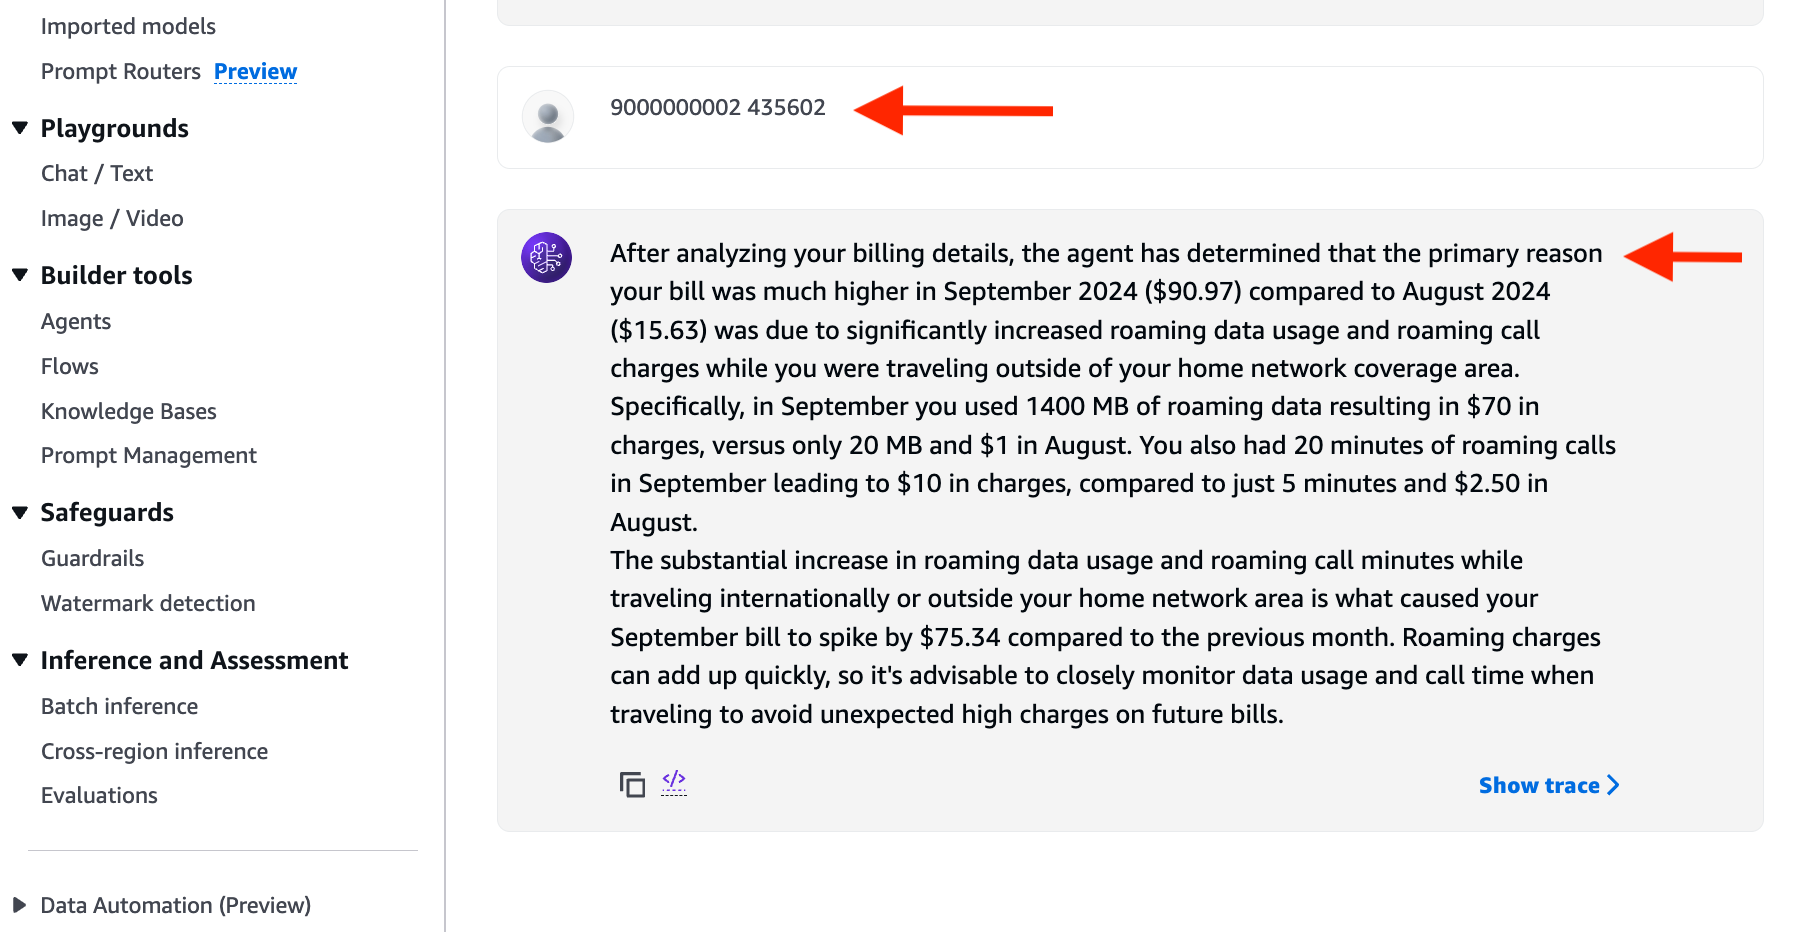 Imported models
Prompt Routers Preview
Playgrounds
Chat / Text
Image / Video
Builder tools
Agents
Flows
Knowledge Bases
Prompt Management
Safeguards
Guardrails
Watermark detection
Inference and Assessment
Batch inference
Cross-region inference
Evaluations
Data Automation (Preview)
9000000002 435602
After analyzing your billing details, the agent has determined that the primary reason
your bill was much higher in September 2024 ($90.97) compared to August 2024
($15.63) was due to significantly increased roaming data usage and roaming call
charges while you were traveling outside of your home network coverage area.
Specifically, in September you used 1400 MB of roaming data resulting in $70 in
charges, versus only 20 MB and $1 in August. You also had 20 minutes of roaming calls
in September leading to $10 in charges, compared to just 5 minutes and $2.50 in
August.
The substantial increase in roaming data usage and roaming call minutes while
traveling internationally or outside your home network area is what caused your
September bill to spike by $75.34 compared to the previous month. Roaming charges
can add up quickly, so it's advisable to closely monitor data usage and call time when
traveling to avoid unexpected high charges on future bills.
</> 
Show trace